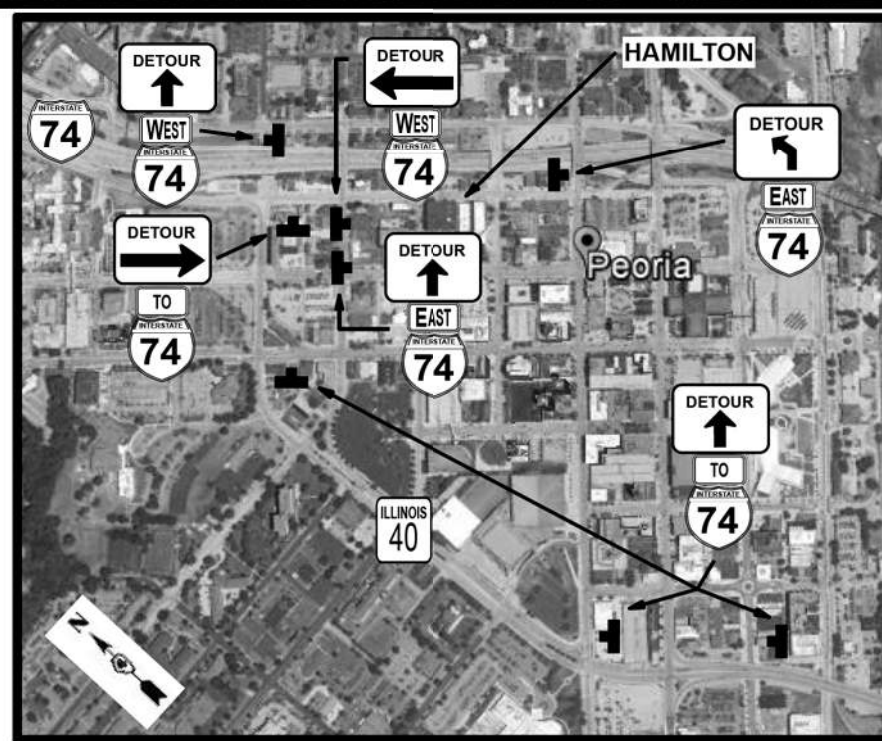 DETOUR
WEST
INTERSTATE
74
INTERSTATE
74
DETOUR
WEST
INTERSTATE
74
HAMILTON
DETOUR
EAST
INTERSTATE
74
DETOUR
TO
INTERSTATE
74
DETOUR
EAST
INTERSTATE
74
Peoria
DETOUR
TO
INTERSTATE
74
ILLINOIS
40
N